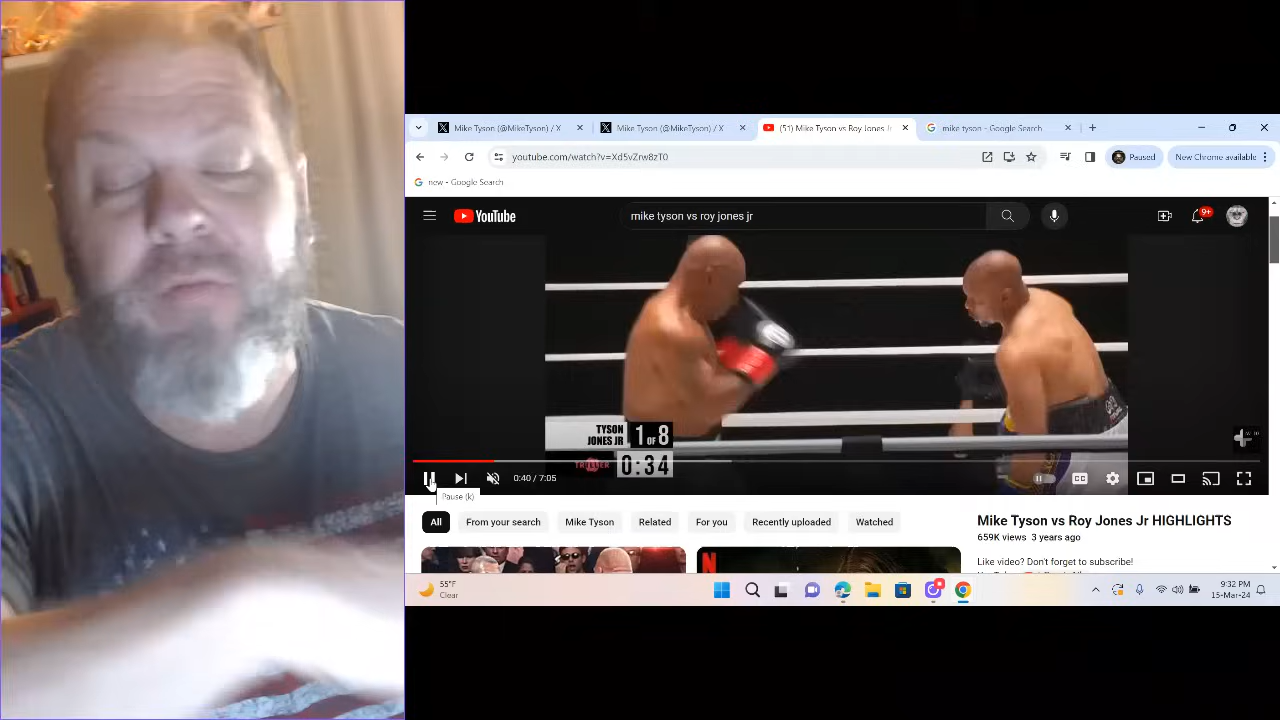 Mike Tyson (@MikeTyson) / X
Mike Tyson (@MikeTyson) / X
(51) Mike Tyson vs Roy Jones Jr
mike tyson - Google Search
youtube.com/watch?v=Xd5vZrw8zT0
Paused
New Chrome available
new - Google Search
YouTube
mike tyson vs roy jones jr
9+
TYSON
JONES JR
1 OF 8
TRILLER
0:34
0:40 / 7:05
CC
Pause (k)
All
From your search
Mike Tyson
Related
For you
Recently uploaded
Watched
Mike Tyson vs Roy Jones Jr HIGHLIGHTS
659K views 3 years ago
Like video? Don't forget to subscribe!
N
55°F
Clear
9:32 PM
15-Mar-24